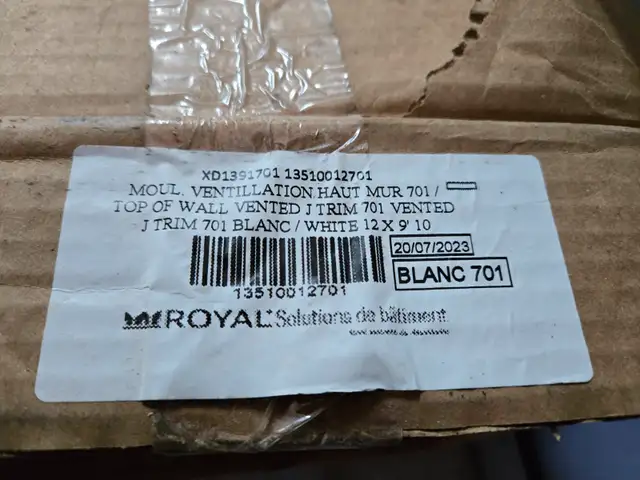 XD1391701 13510012701
MOUL. VENTILLATION HAUT MUR 701 /
TOP OF WALL VENTED J TRIM 701 VENTED
J TRIM 701 BLANC / WHITE 12 X 9' 10
20/07/2023
BLANC 701
13510012701
ROYAL Solutions de bâtiment